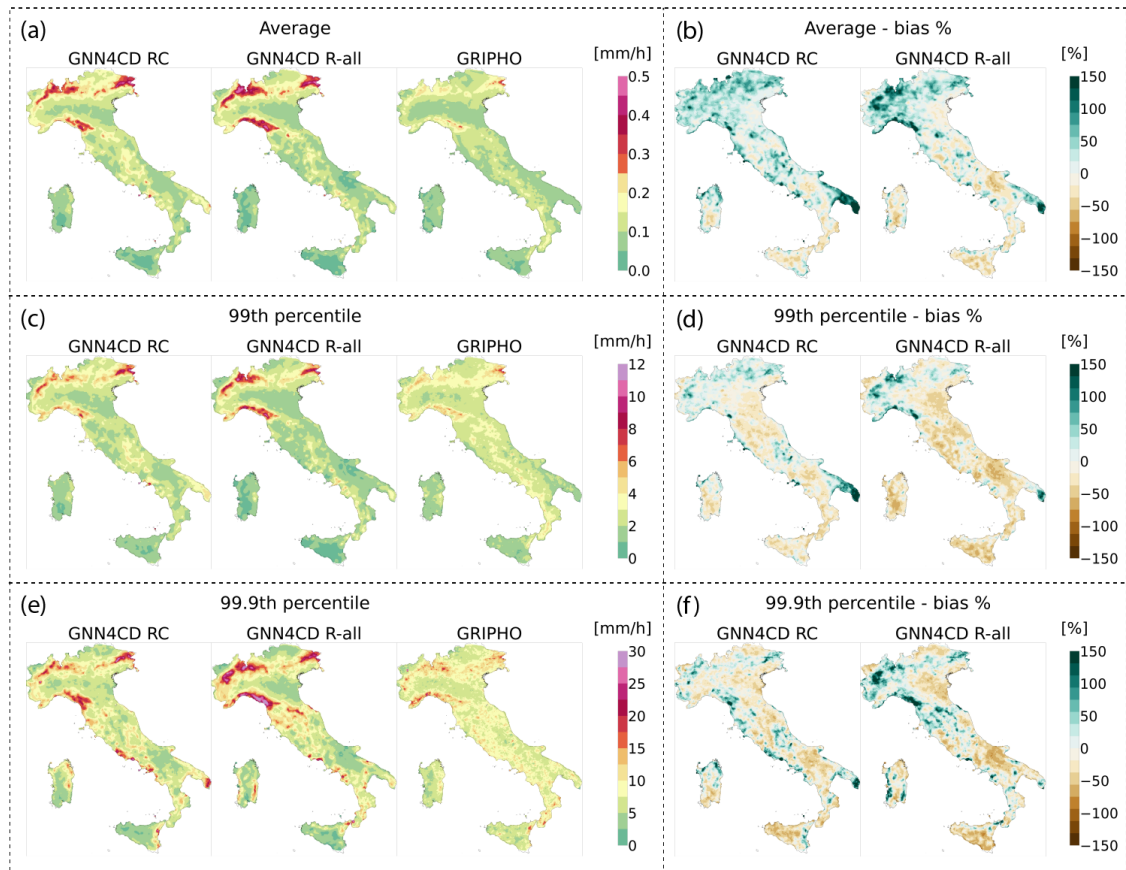 (a)
Average
GNN4CD RC
GNN4CD R-all
GRIPHO
[mm/h]
0.5
0.4
0.3
0.2
0.1
0.0
(b)
Average - bias %
GNN4CD RC
GNN4CD R-all
[%]
150
100
50
0
−50
−100
−150
(c)
99th percentile
GNN4CD RC
GNN4CD R-all
GRIPHO
[mm/h]
12
10
8
6
4
2
0
(d)
99th percentile - bias %
GNN4CD RC
GNN4CD R-all
[%]
150
100
50
0
−50
−100
−150
(e)
99.9th percentile
GNN4CD RC
GNN4CD R-all
GRIPHO
[mm/h]
30
25
20
15
10
5
0
(f)
99.9th percentile - bias %
GNN4CD RC
GNN4CD R-all
[%]
150
100
50
0
−50
−100
−150